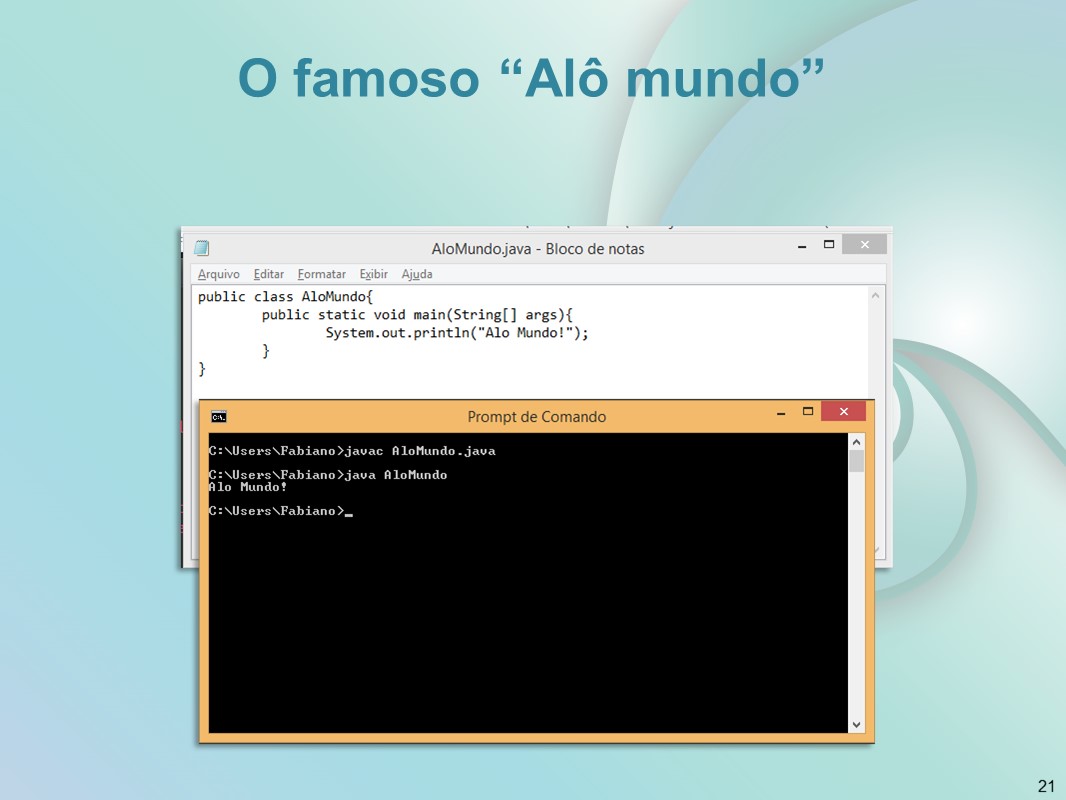 O famoso “Alô mundo”
AloMundo.java - Bloco de notas
Arquivo Editar Formatar Exibir Ajuda
public class AloMundo{
public static void main(String[] args){
System.out.println("Alo Mundo!");
}
}
Prompt de Comando
C:\Users\Fabiano>javac AloMundo.java
C:\Users\Fabiano>java AloMundo
Alo Mundo!
C:\Users\Fabiano>_
21